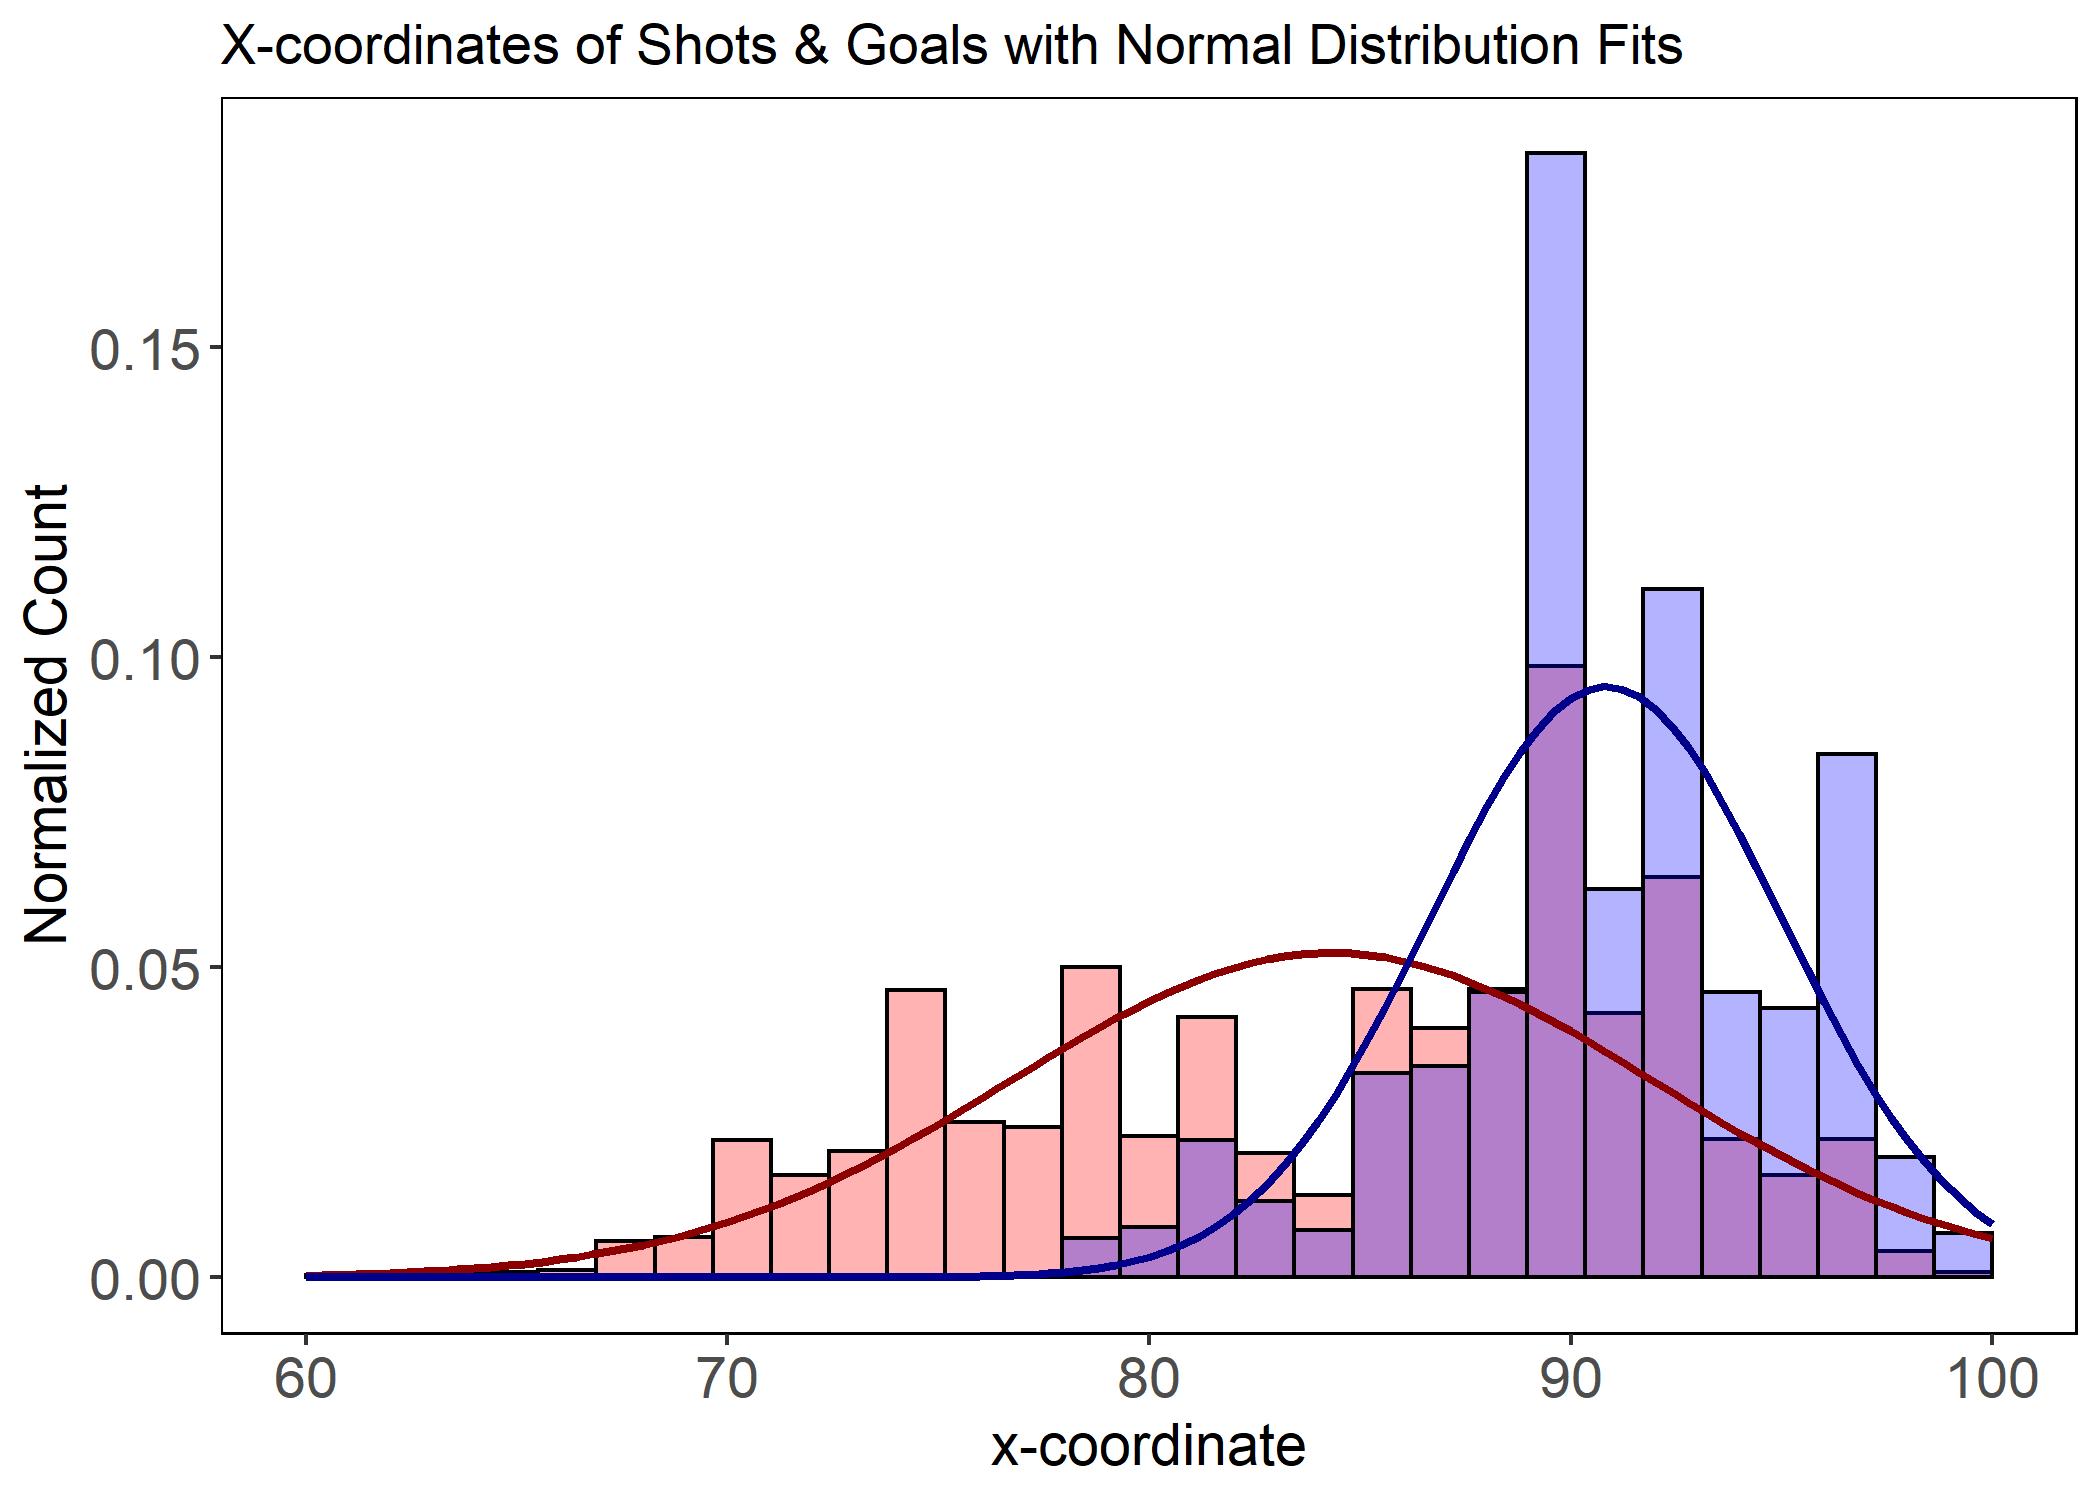 X-coordinates of Shots & Goals with Normal Distribution Fits
Normalized Count
0.15
0.10
0.05
0.00
60 70 80 90 100
x-coordinate